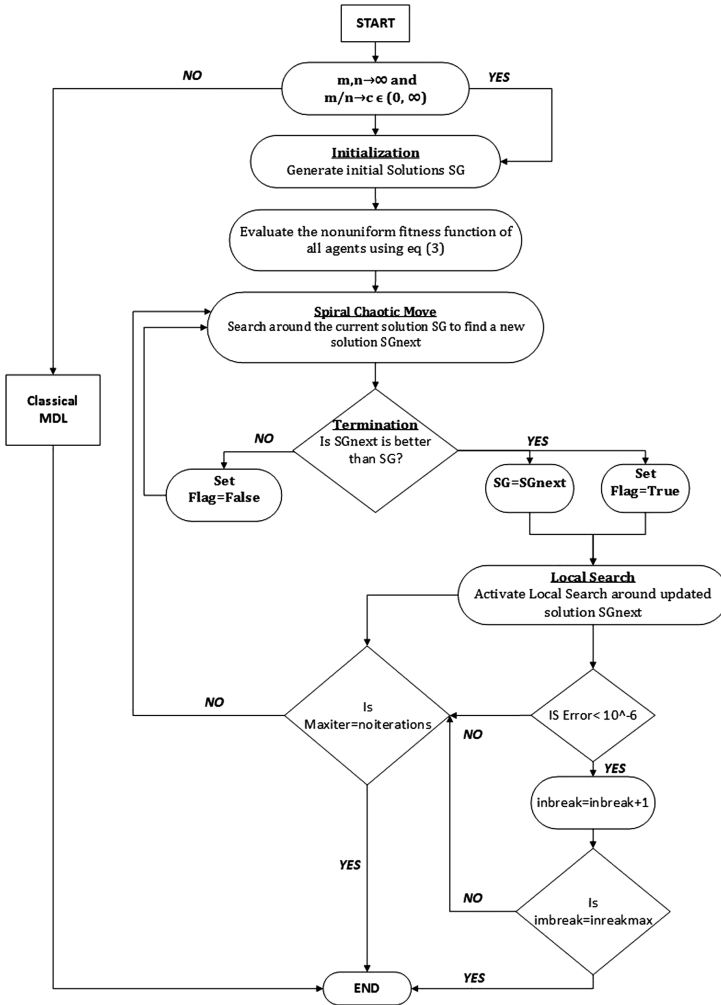 START
NO
YES
m,n→∞ and
m/n→c ϵ (0, ∞)
Initialization
Generate initial Solutions SG
Evaluate the nonuniform fitness function of
all agents using eq (3)
Spiral Chaotic Move
Search around the current solution SG to find a new
solution SGnext
Classical
MDL
Termination
Is SGnext is better
than SG?
NO
YES
Set
Flag=False
SG=SGnext
Set
Flag=True
Local Search
Activate Local Search around updated
solution SGnext
Is
Maxiter=noiterations
NO
IS Error< 10^-6
NO
YES
inbreak=inbreak+1
YES
Is
imbreak=inreakmax
NO
YES
END